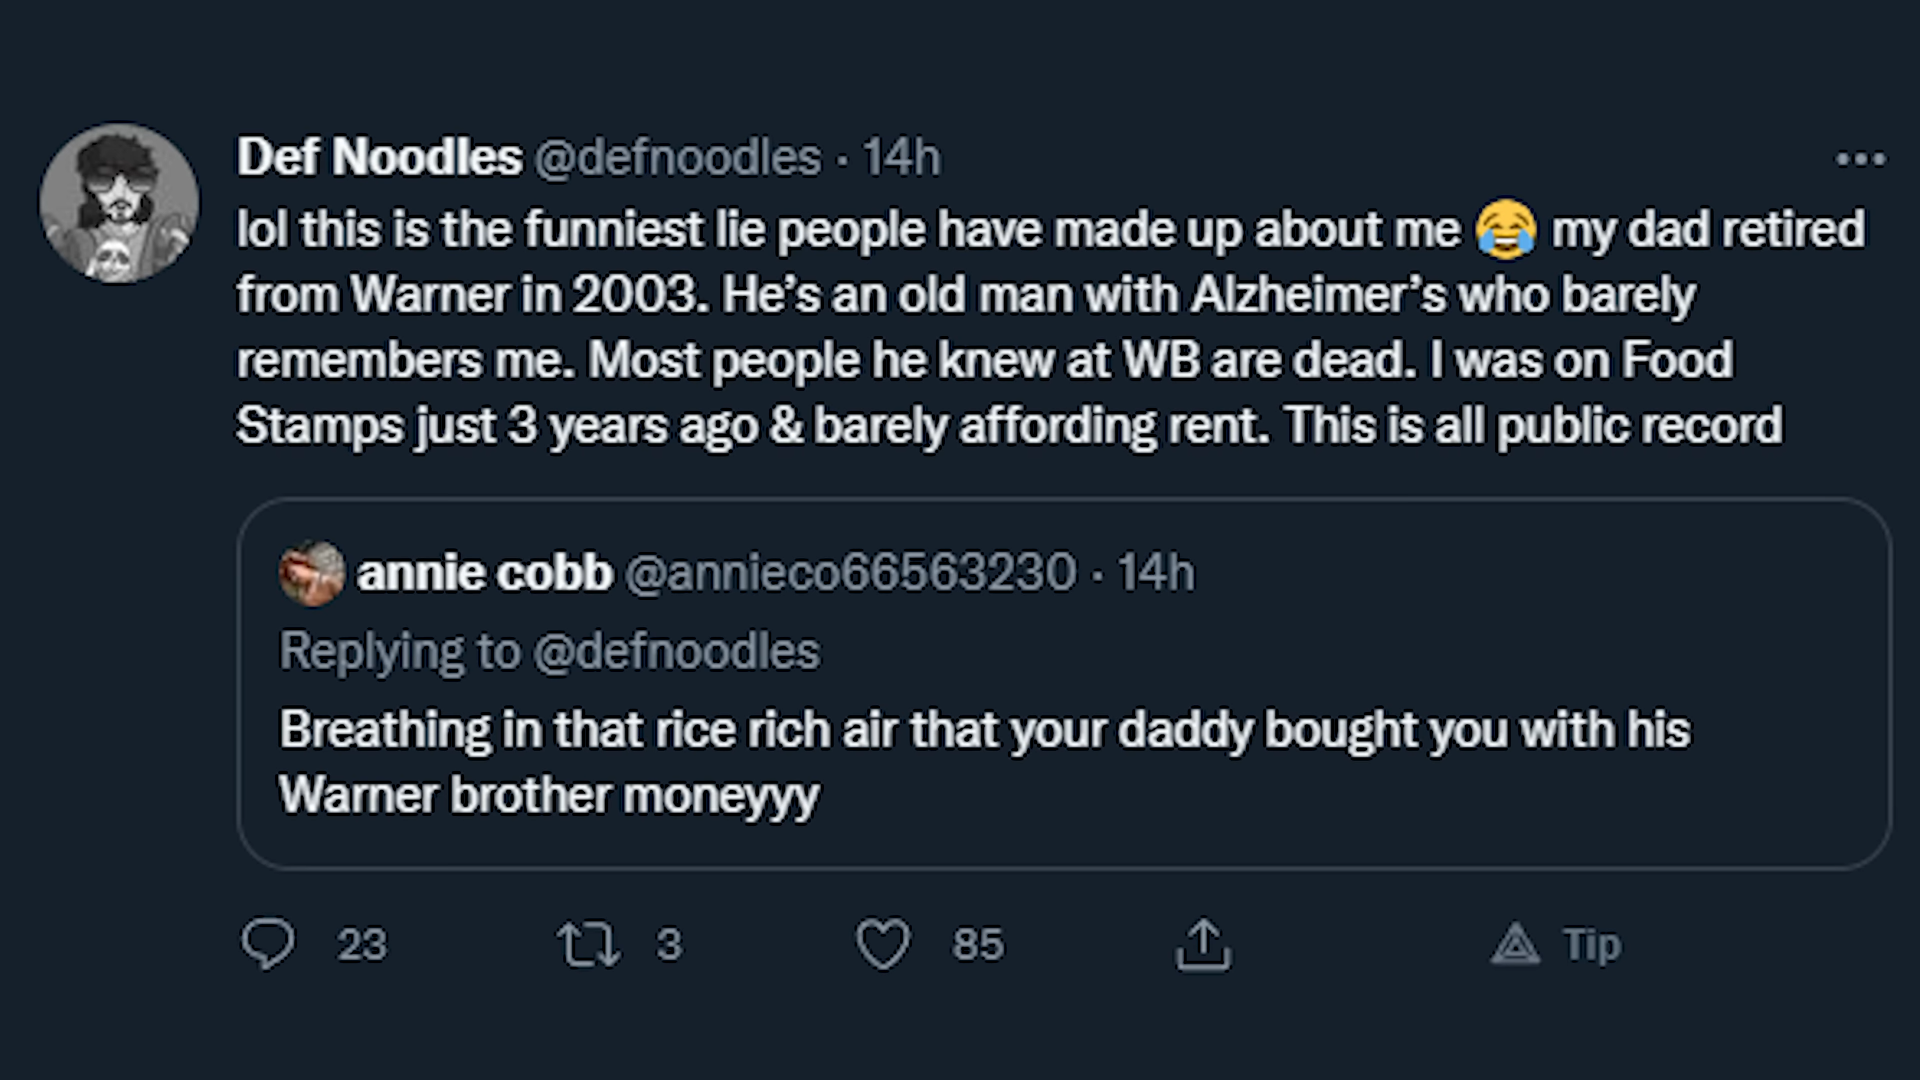 Def Noodles @defnoodles · 14h
lol this is the funniest lie people have made up about me 😂 my dad retired
from Warner in 2003. He’s an old man with Alzheimer’s who barely
remembers me. Most people he knew at WB are dead. I was on Food
Stamps just 3 years ago & barely affording rent. This is all public record
annie cobb @annieco66563230 · 14h
Replying to @defnoodles
Breathing in that rice rich air that your daddy bought you with his
Warner brother moneyyy
23 3 85 Tip